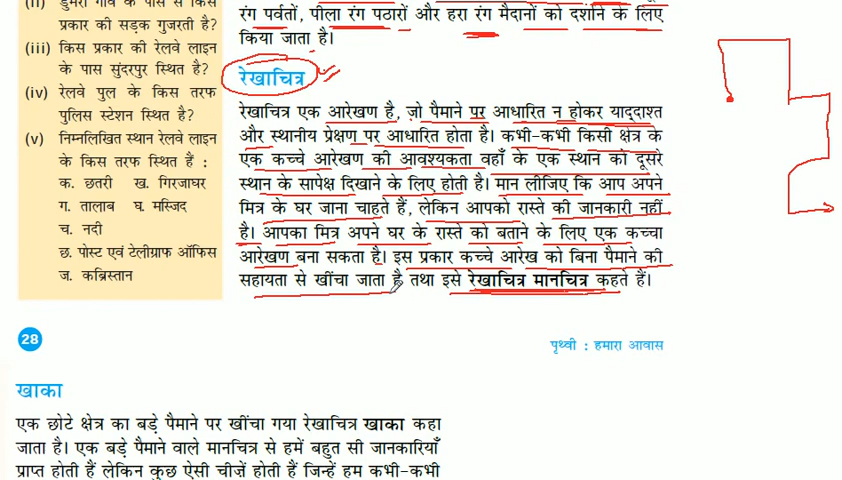 (ii) डुमरी गाँव के पास से किस
प्रकार की सड़क गुजरती है?
(iii) किस प्रकार की रेलवे लाइन
के पास सुंदरपुर स्थित है?
(iv) रेलवे पुल के किस तरफ
पुलिस स्टेशन स्थित है?
(v) निम्नलिखित स्थान रेलवे लाइन
के किस तरफ स्थित हैं :
क. छतरी ख. गिरजाघर
ग. तालाब घ. मस्जिद
च. नदी
छ. पोस्ट एवं टेलीग्राफ ऑफिस
ज. कब्रिस्तान
रंग पर्वतों, पीला रंग पठारों और हरा रंग मैदानों को दर्शाने के लिए
किया जाता है।
रेखाचित्र
रेखाचित्र एक आरेखण है, जो पैमाने पर आधारित न होकर याद्दाश्त
और स्थानीय प्रेक्षण पर आधारित होता है। कभी-कभी किसी क्षेत्र के
एक कच्चे आरेखण की आवश्यकता वहाँ के एक स्थान को दूसरे
स्थान के सापेक्ष दिखाने के लिए होती है। मान लीजिए कि आप अपने
मित्र के घर जाना चाहते हैं, लेकिन आपको रास्ते की जानकारी नहीं
है। आपका मित्र अपने घर के रास्ते को बताने के लिए एक कच्चा
आरेखण बना सकता है। इस प्रकार कच्चे आरेख को बिना पैमाने की
सहायता से खींचा जाता है तथा इसे रेखाचित्र मानचित्र कहते हैं।
28
पृथ्वी : हमारा आवास
खाका
एक छोटे क्षेत्र का बड़े पैमाने पर खींचा गया रेखाचित्र खाका कहा
जाता है। एक बड़े पैमाने वाले मानचित्र से हमें बहुत सी जानकारियाँ
प्राप्त होती हैं लेकिन कुछ ऐसी चीज़ें होती हैं जिन्हें हम कभी-कभी